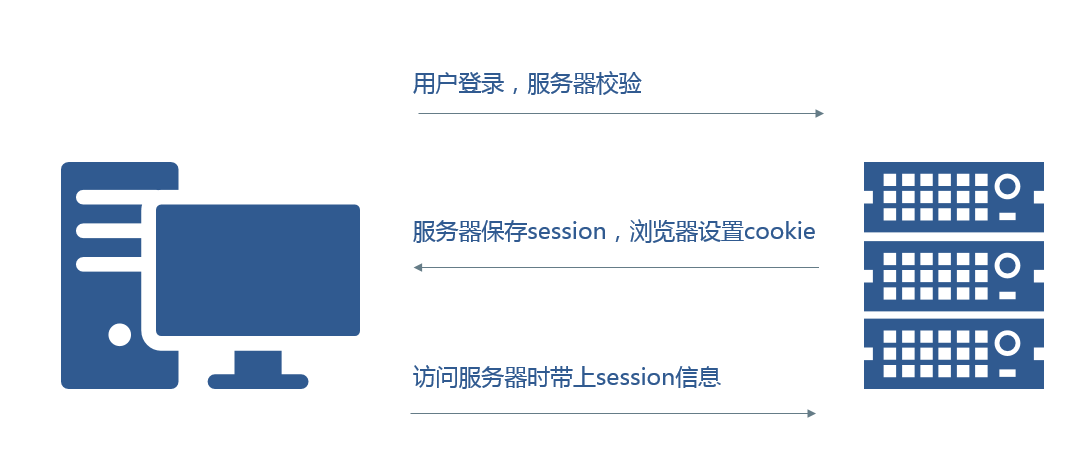 用户登录，服务器校验
服务器保存session，浏览器设置cookie
访问服务器时带上session信息